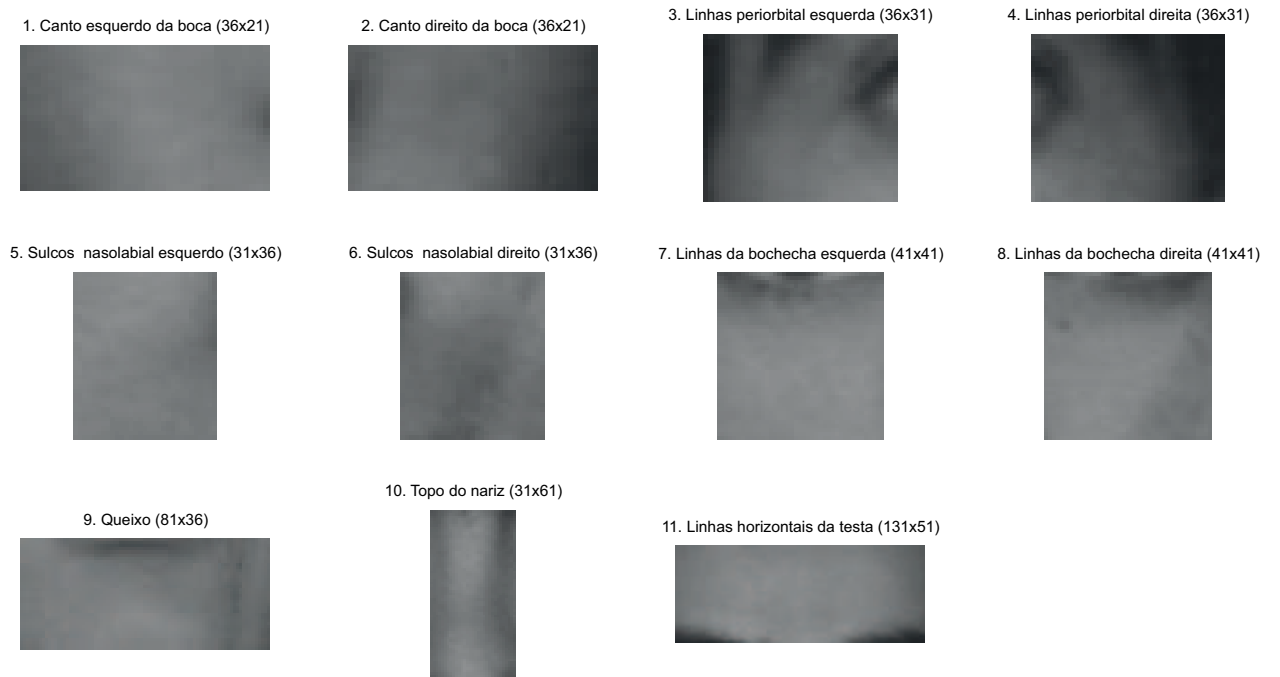 1. Canto esquerdo da boca (36x21)
2. Canto direito da boca (36x21)
3. Linhas periorbital esquerda (36x31)
4. Linhas periorbital direita (36x31)
5. Sulcos  nasolabial esquerdo (31x36)
6. Sulcos  nasolabial direito (31x36)
7. Linhas da bochecha esquerda (41x41)
8. Linhas da bochecha direita (41x41)
9. Queixo (81x36)
10. Topo do nariz (31x61)
11. Linhas horizontais da testa (131x51)